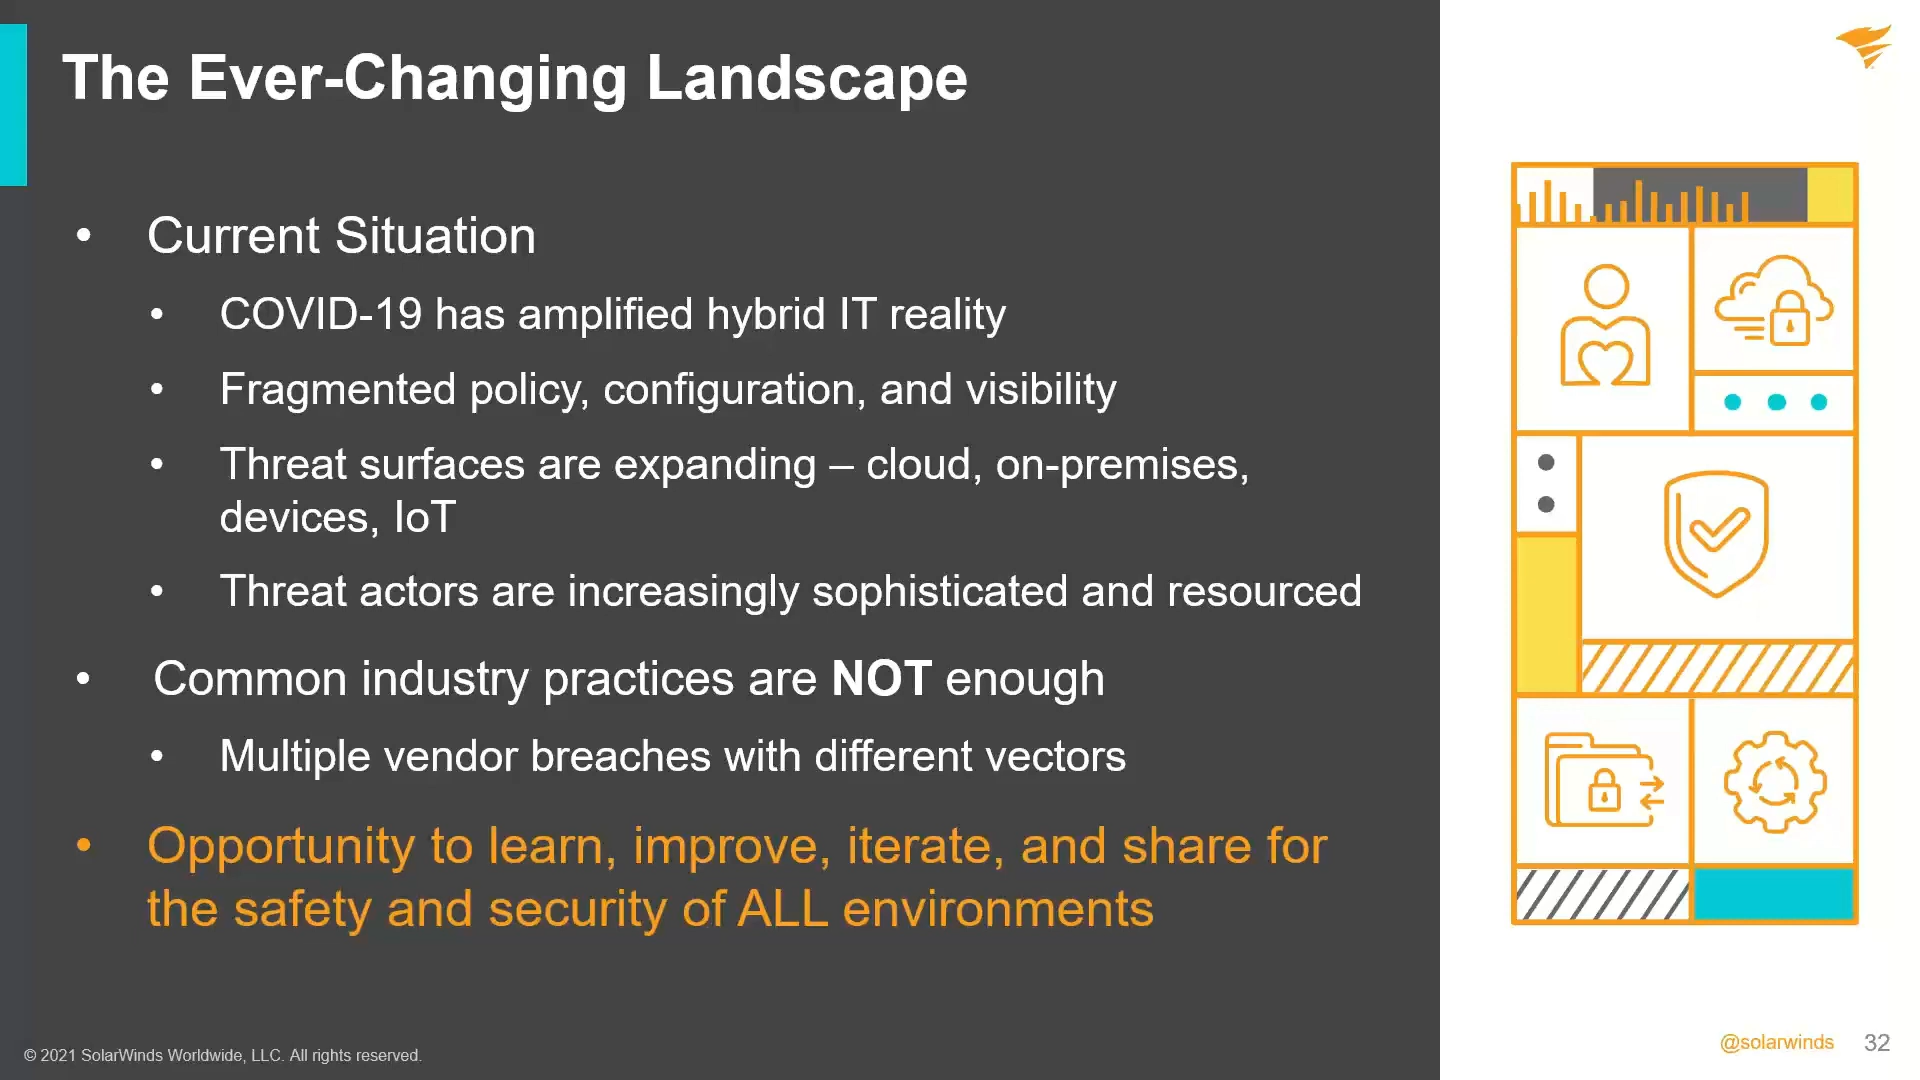 The Ever-Changing Landscape
• Current Situation
• COVID-19 has amplified hybrid IT reality
• Fragmented policy, configuration, and visibility
• Threat surfaces are expanding – cloud, on-premises,
devices, IoT
• Threat actors are increasingly sophisticated and resourced
• Common industry practices are NOT enough
• Multiple vendor breaches with different vectors
• Opportunity to learn, improve, iterate, and share for
the safety and security of ALL environments
© 2021 SolarWinds Worldwide, LLC. All rights reserved.
@solarwinds 32